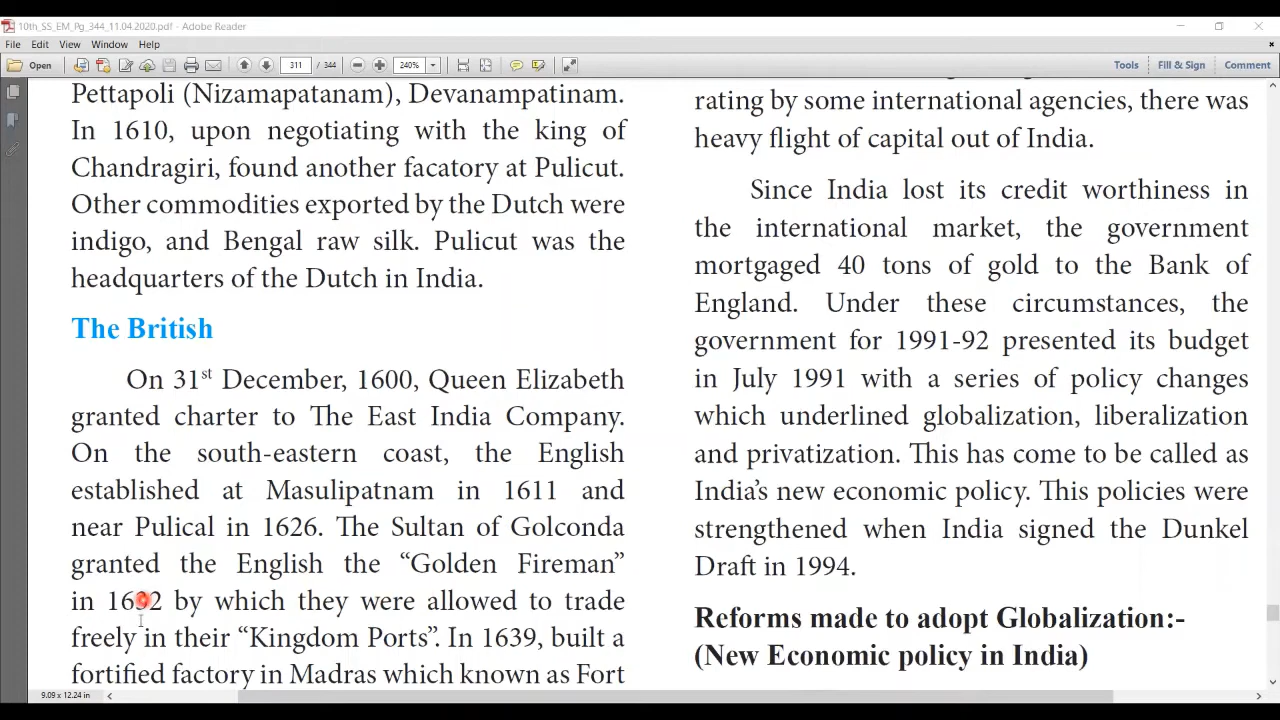 10th_SS_EM_Pg_344_11.04.2020.pdf - Adobe Reader
File Edit View Window Help
Open 311 / 344 240% Tools Fill & Sign Comment
Pettapoli (Nizamapatanam), Devanampatinam.
In 1610, upon negotiating with the king of
Chandragiri, found another facatory at Pulicut.
Other commodities exported by the Dutch were
indigo, and Bengal raw silk. Pulicut was the
headquarters of the Dutch in India.
The British
On 31st December, 1600, Queen Elizabeth
granted charter to The East India Company.
On the south-eastern coast, the English
established at Masulipatnam in 1611 and
near Pulical in 1626. The Sultan of Golconda
granted the English the “Golden Fireman”
in 1632 by which they were allowed to trade
freely in their “Kingdom Ports”. In 1639, built a
fortified factory in Madras which known as Fort
rating by some international agencies, there was
heavy flight of capital out of India.
Since India lost its credit worthiness in
the international market, the government
mortgaged 40 tons of gold to the Bank of
England. Under these circumstances, the
government for 1991-92 presented its budget
in July 1991 with a series of policy changes
which underlined globalization, liberalization
and privatization. This has come to be called as
India’s new economic policy. This policies were
strengthened when India signed the Dunkel
Draft in 1994.
Reforms made to adopt Globalization:-
(New Economic policy in India)
9.09 x 12.24 in